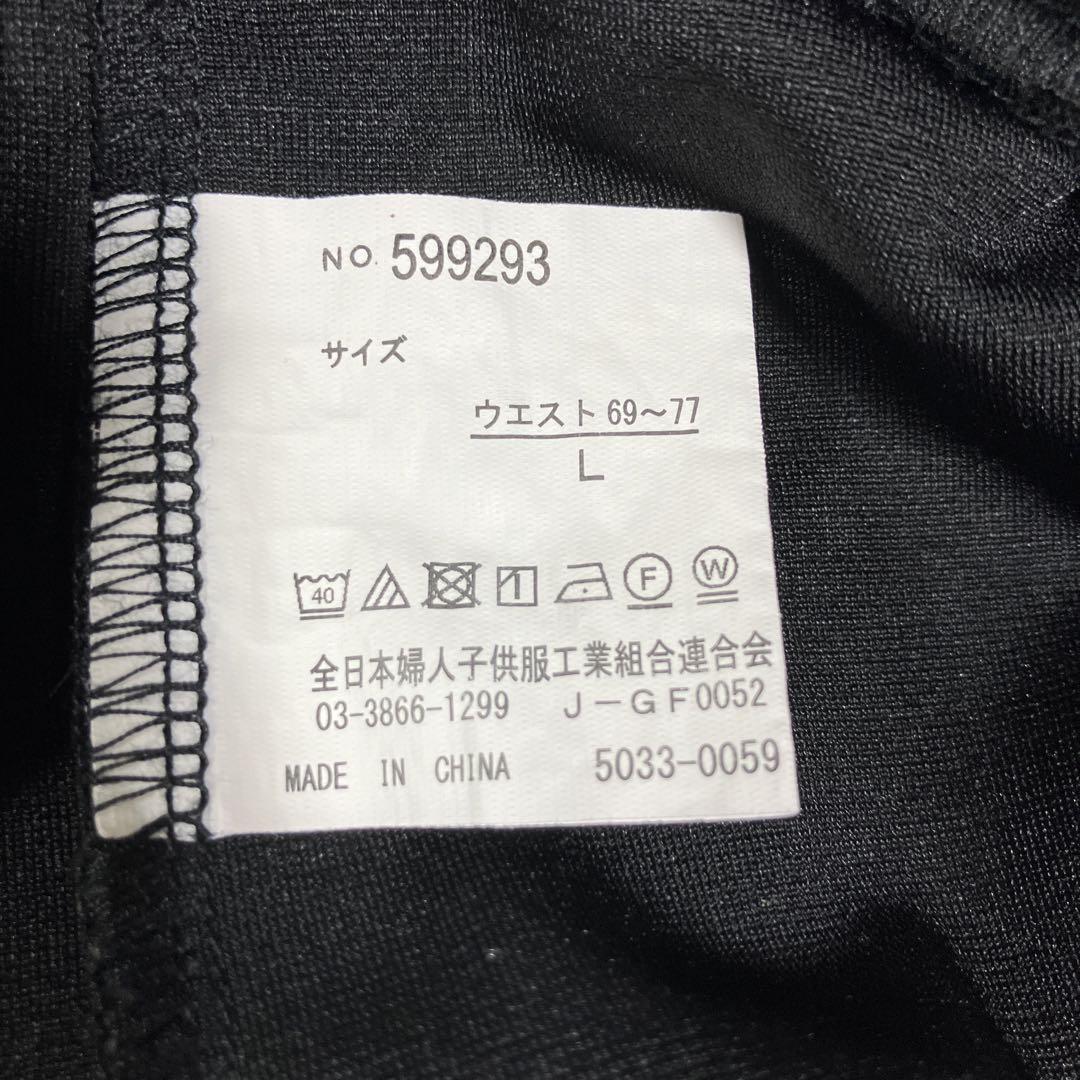 NO. 599293
サイズ
ウエスト 69～77
L
40
F
W
全日本婦人子供服工業組合連合会
03-3866-1299 J-GF0052
MADE IN CHINA 5033-0059